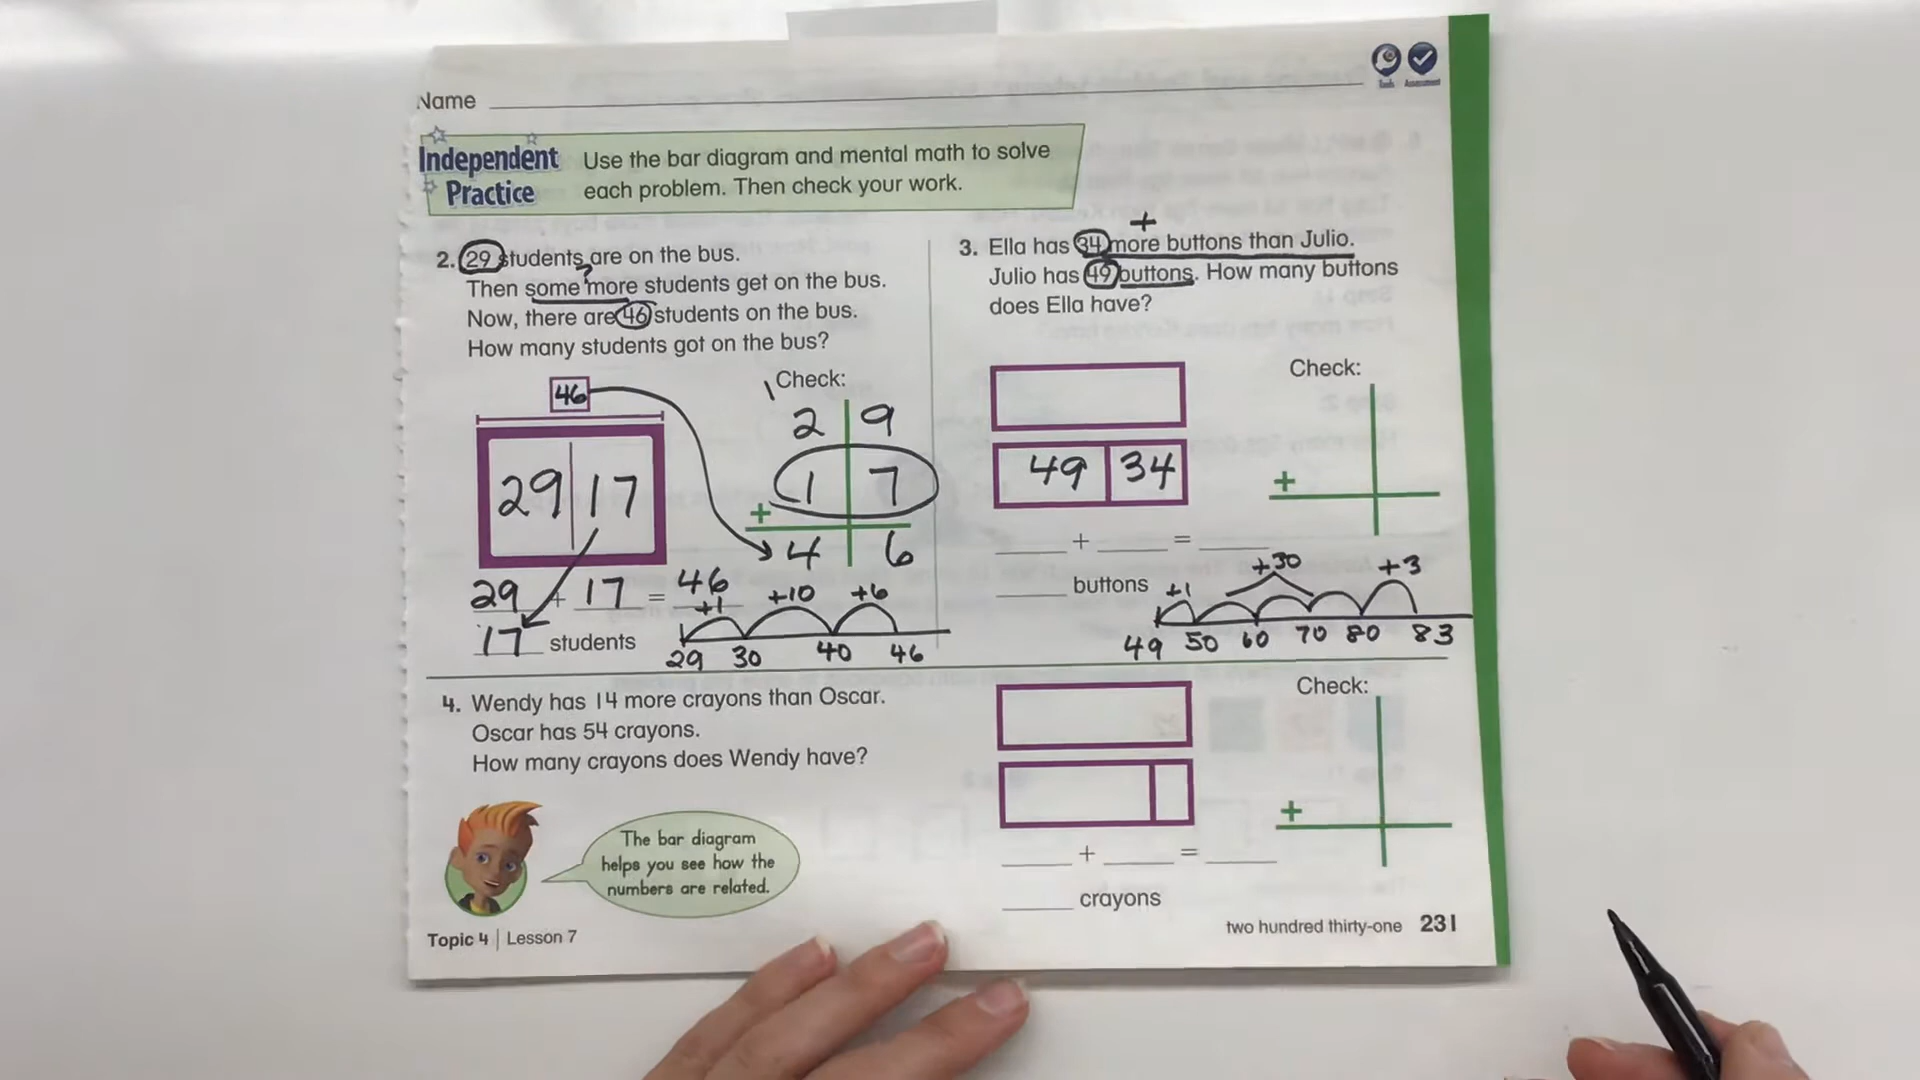 Name
Tools Assessment
Independent Practice
Use the bar diagram and mental math to solve
each problem. Then check your work.
2. 29 students are on the bus.
?
Then some more students get on the bus.
Now, there are 46 students on the bus.
How many students got on the bus?
46
29 17
Check:
1
2 9
1 7
+
4 6
29 + 17 = 46
17 students
+1 +10 +6
29 30 40 46
+
3. Ella has 34 more buttons than Julio.
Julio has 49 buttons. How many buttons
does Ella have?
49 34
Check:
+
+ =
buttons
+1 +30 +3
49 50 60 70 80 83
4. Wendy has 14 more crayons than Oscar.
Oscar has 54 crayons.
How many crayons does Wendy have?
The bar diagram
helps you see how the
numbers are related.
Check:
+
+ =
crayons
Topic 4 | Lesson 7
two hundred thirty-one 231